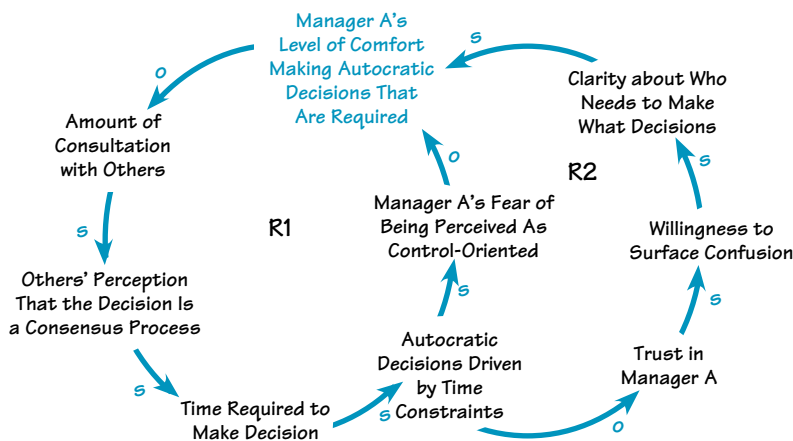 Manager A's
Level of Comfort
Making Autocratic
Decisions That
Are Required
S
O
Clarity about Who
Needs to Make
What Decisions
Amount of
Consultation
with Others
O
S
R2
Manager A's Fear of
Being Perceived As
Control-Oriented
R1
S
Willingness to
Surface Confusion
Others' Perception
That the Decision Is
a Consensus Process
S
S
Autocratic
Decisions Driven
by Time
Constraints
Trust in
Manager A
S
Time Required to
Make Decision
S
O